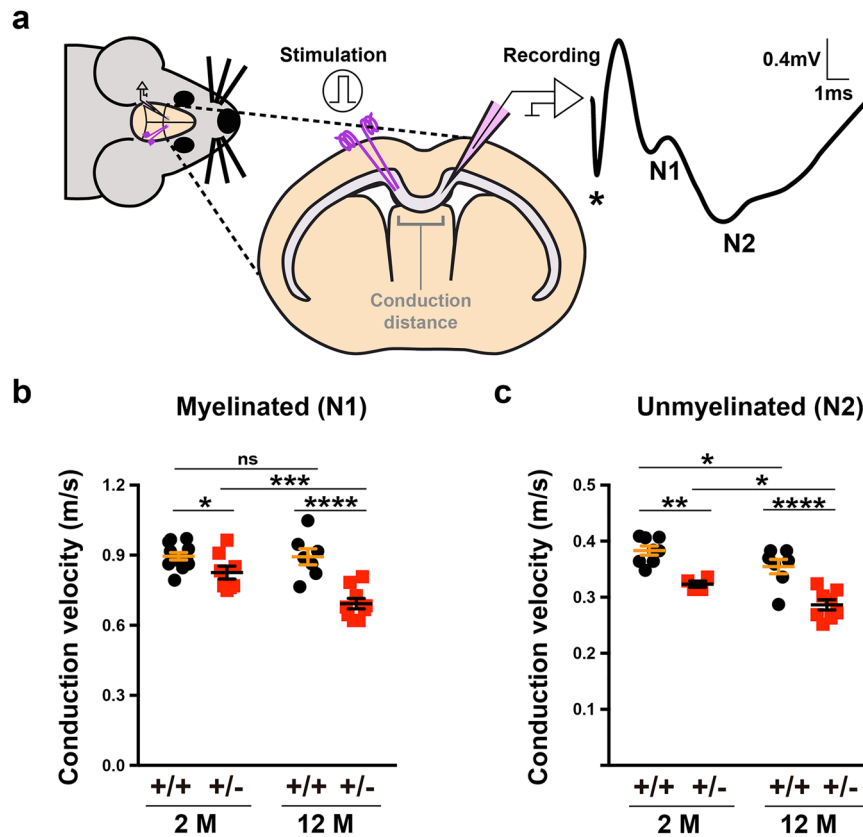 a
Stimulation
Recording
0.4mV
1ms
N1
*
N2
Conduction
distance
b
Myelinated (N1)
ns
***
*
****
Conduction velocity (m/s)
1.2
0.9
0.6
0.3
0.0
+/+ +/- +/+ +/-
2 M 12 M
c
Unmyelinated (N2)
*
*
**
****
Conduction velocity (m/s)
0.5
0.4
0.3
0.2
0.1
+/+ +/- +/+ +/-
2 M 12 M